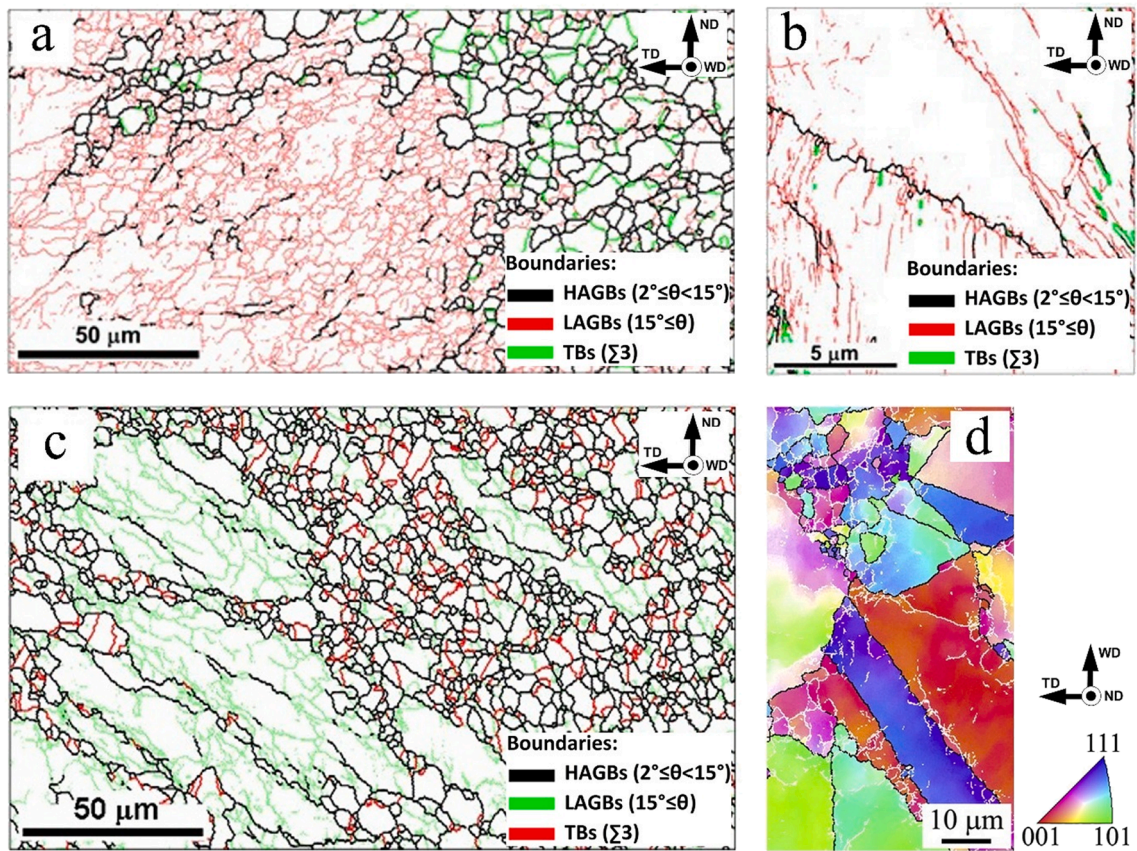 a
ND
TD
WD
Boundaries:
HAGBs (2°≤θ<15°)
LAGBs (15°≤θ)
TBs (∑3)
50 µm
b
ND
TD
WD
Boundaries:
HAGBs (2°≤θ<15°)
LAGBs (15°≤θ)
TBs (∑3)
5 µm
c
ND
TD
WD
Boundaries:
HAGBs (2°≤θ<15°)
LAGBs (15°≤θ)
TBs (∑3)
50 µm
d
10 µm
WD
TD
ND
111
001 101